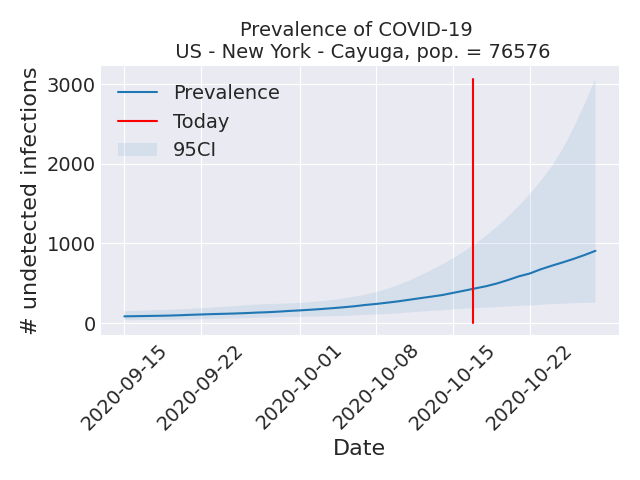 Prevalence of COVID-19
US - New York - Cayuga, pop. = 76576
# undetected infections
3000
2000
1000
0
Prevalence
Today
95CI
2020-09-15
2020-09-22
2020-10-01
2020-10-08
2020-10-15
2020-10-22
Date